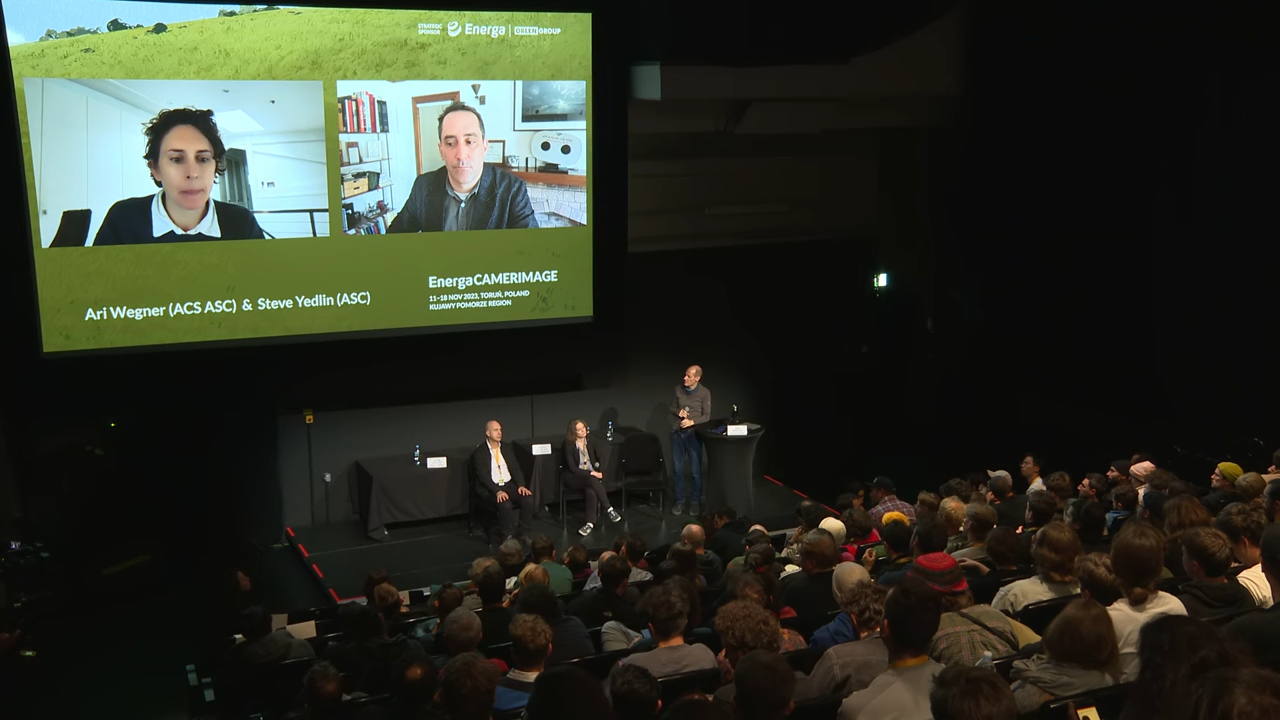 STRATEGIC
SPONSOR
Energa
ORLEN GROUP
Ari Wegner (ACS ASC) & Steve Yedlin (ASC)
EnergaCAMERIMAGE
11–18 NOV 2023, TORUŃ, POLAND
KUJAWY POMORZE REGION